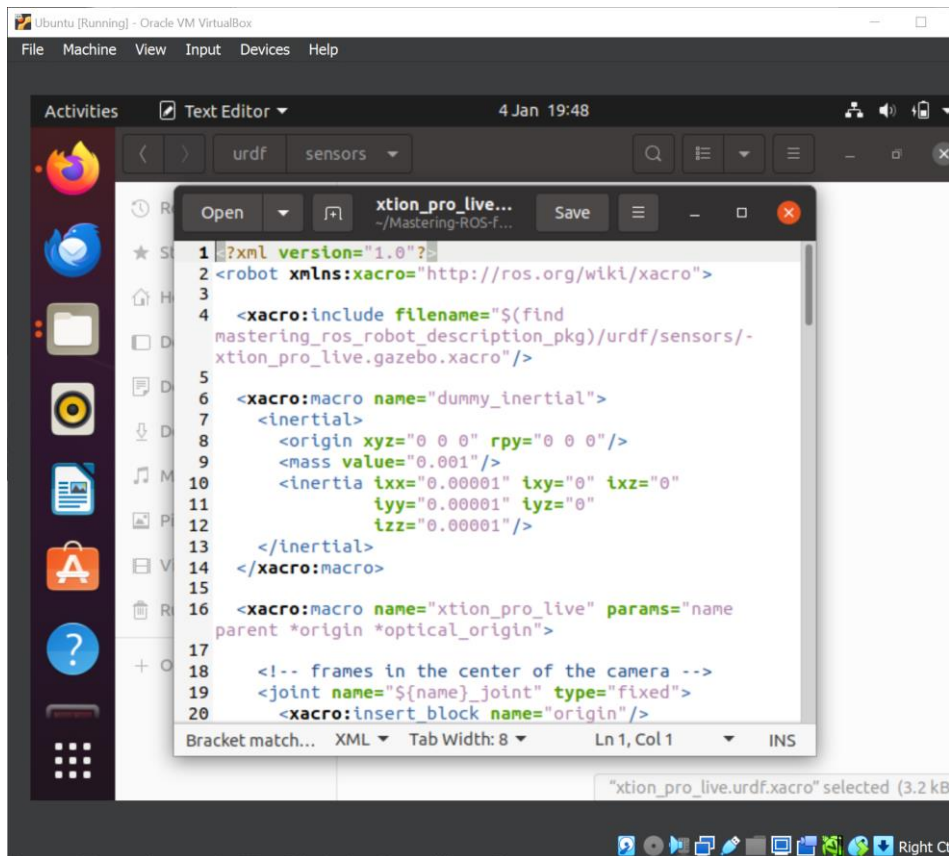 Ubuntu [Running] - Oracle VM VirtualBox
File Machine View Input Devices Help
Activities Text Editor 4 Jan 19:48
urdf sensors
Open xtion_pro_live... Save
~/Mastering-ROS-f...
1 <?xml version="1.0"?>
2 <robot xmlns:xacro="http://ros.org/wiki/xacro">
3
4 <xacro:include filename="$(find
mastering_ros_robot_description_pkg)/urdf/sensors/-
xtion_pro_live.gazebo.xacro"/>
5
6 <xacro:macro name="dummy_inertial">
7 <inertial>
8 <origin xyz="0 0 0" rpy="0 0 0"/>
9 <mass value="0.001"/>
10 <inertia ixx="0.00001" ixy="0" ixz="0"
11 iyy="0.00001" iyz="0"
12 izz="0.00001"/>
13 </inertial>
14 </xacro:macro>
15
16 <xacro:macro name="xtion_pro_live" params="name
parent *origin *optical_origin">
17
18 <!-- frames in the center of the camera -->
19 <joint name="${name}_joint" type="fixed">
20 <xacro:insert_block name="origin"/>
Bracket match... XML Tab Width: 8 Ln 1, Col 1 INS
"xtion_pro_live.urdf.xacro" selected (3.2 kB
Right C